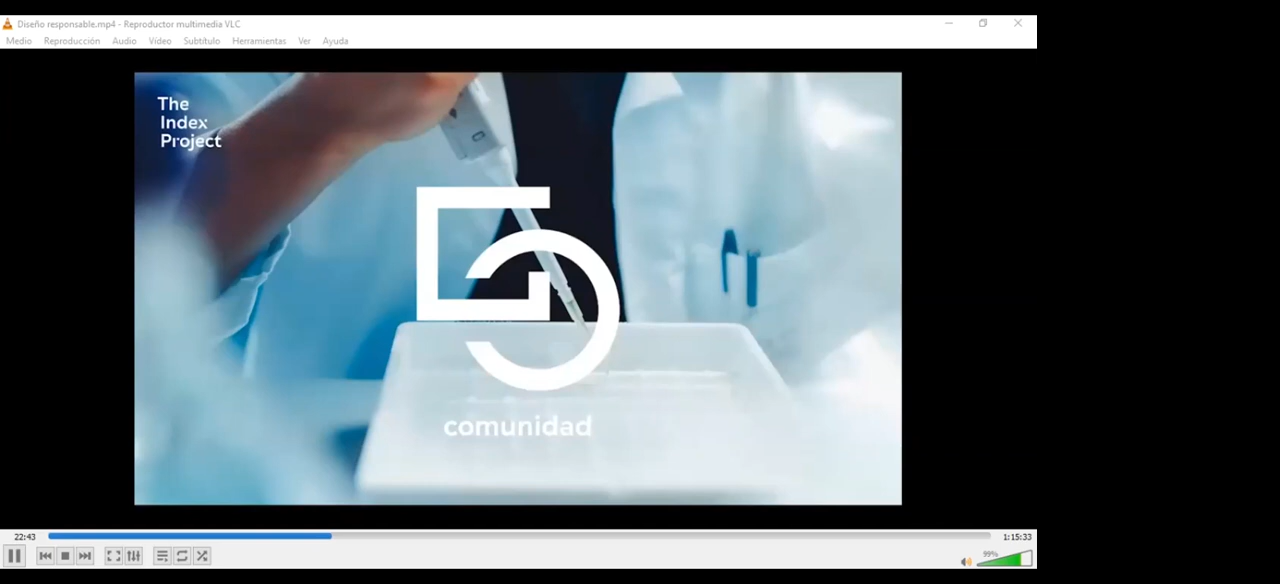 Diseño responsable.mp4 - Reproductor multimedia VLC
Medio Reproducción Audio Vídeo Subtítulo Herramientas Ver Ayuda
The
Index
Project
5
comunidad
22:43
1:15:33
99%